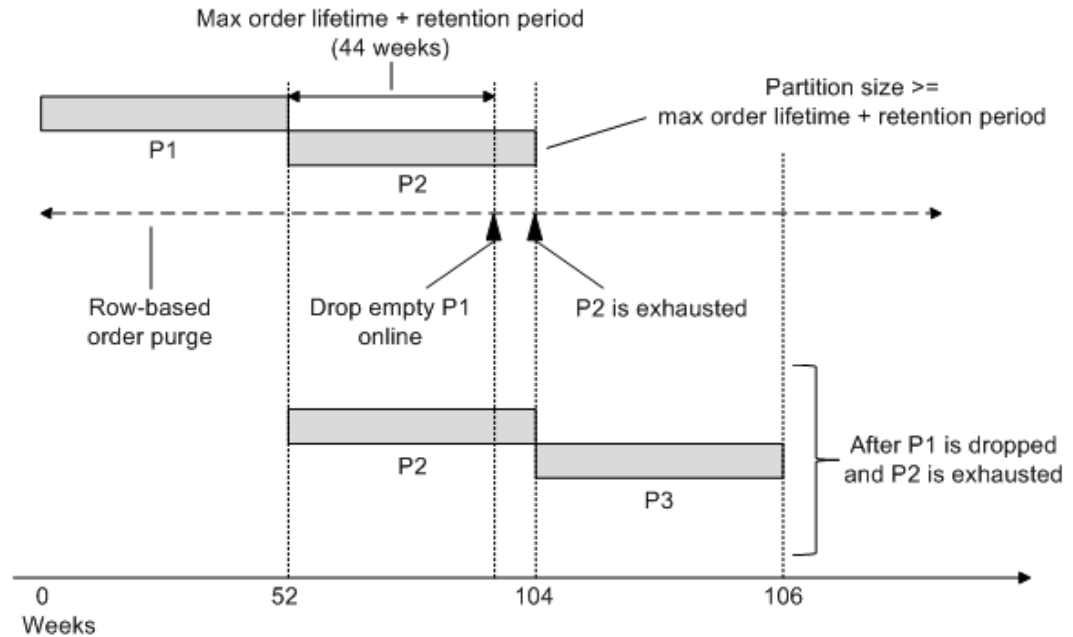 Max order lifetime + retention period
(44 weeks)
Partition size >=
max order lifetime + retention period
P1
P2
Row-based
order purge
Drop empty P1
online
P2 is exhausted
P2
P3
After P1 is dropped
and P2 is exhausted
0
52
104
106
Weeks